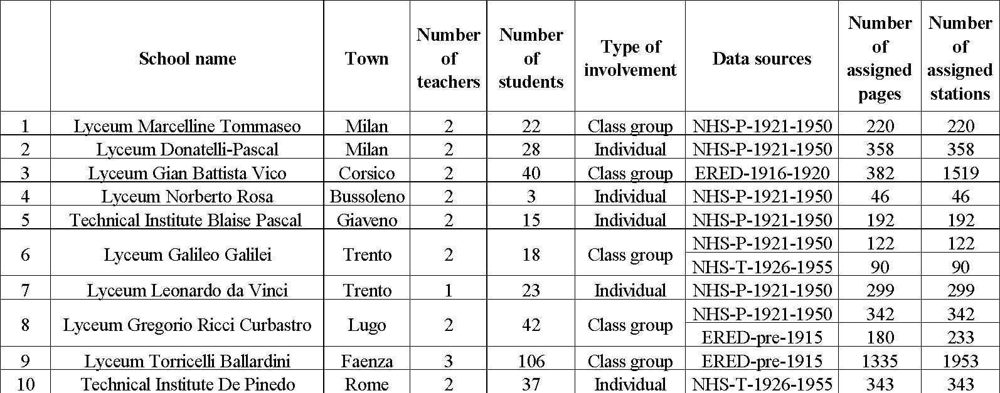 School name Town Number of teachers Number of students Type of involvement Data sources Number of assigned pages Number of assigned stations
1 Lyceum Marcelline Tommaseo Milan 2 22 Class group NHS-P-1921-1950 220 220
2 Lyceum Donatelli-Pascal Milan 2 28 Individual NHS-P-1921-1950 358 358
3 Lyceum Gian Battista Vico Corsico 2 40 Class group ERED-1916-1920 382 1519
4 Lyceum Norberto Rosa Bussoleno 2 3 Individual NHS-P-1921-1950 46 46
5 Technical Institute Blaise Pascal Giaveno 2 15 Individual NHS-P-1921-1950 192 192
6 Lyceum Galileo Galilei Trento 2 18 Class group NHS-P-1921-1950 122 122
NHS-T-1926-1955 90 90
7 Lyceum Leonardo da Vinci Trento 1 23 Individual NHS-P-1921-1950 299 299
8 Lyceum Gregorio Ricci Curbastro Lugo 2 42 Class group NHS-P-1921-1950 342 342
ERED-pre-1915 180 233
9 Lyceum Torricelli Ballardini Faenza 3 106 Class group ERED-pre-1915 1335 1953
10 Technical Institute De Pinedo Rome 2 37 Individual NHS-T-1926-1955 343 343